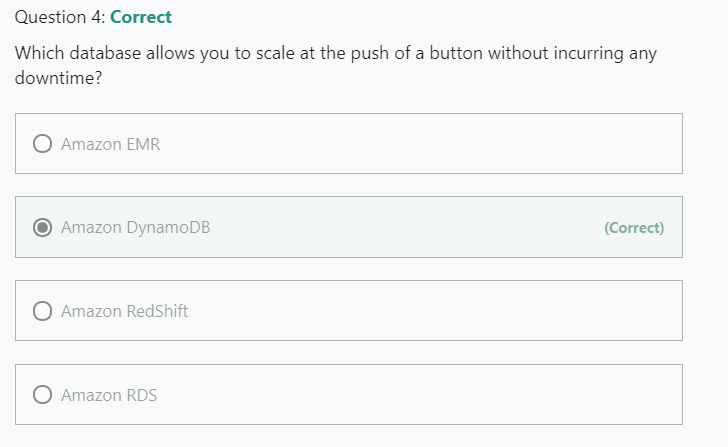 Question 4: Correct
Which database allows you to scale at the push of a button without incurring any
downtime?
Amazon EMR
Amazon DynamoDB (Correct)
Amazon RedShift
Amazon RDS